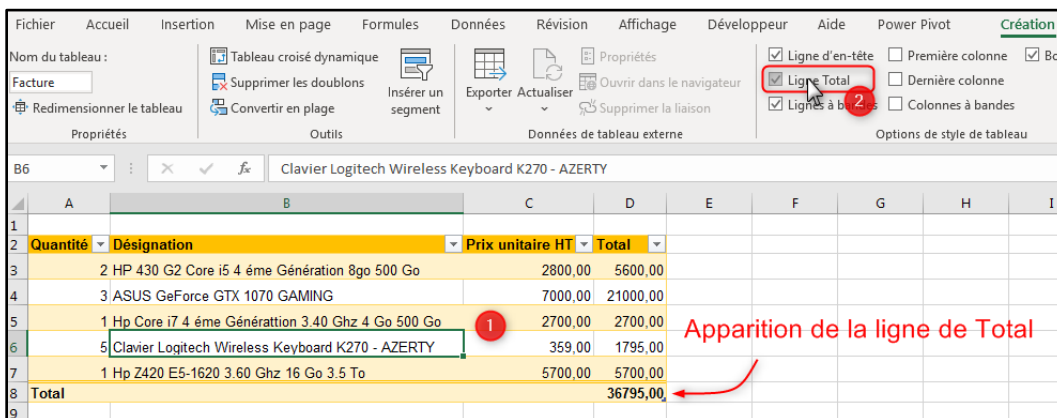 Fichier Accueil Insertion Mise en page Formules Données Révision Affichage Développeur Aide Power Pivot Création
Nom du tableau :
Facture
Redimensionner le tableau
Propriétés
Tableau croisé dynamique
Supprimer les doublons
Convertir en plage
Insérer un
segment
Outils
Exporter Actualiser
Propriétés
Ouvrir dans le navigateur
Supprimer la liaison
Données de tableau externe
Ligne d'en-tête Première colonne Bo
Ligne Total Dernière colonne
2
Lignes à bandes Colonnes à bandes
Options de style de tableau
B6 fx Clavier Logitech Wireless Keyboard K270 - AZERTY
A B C D E F G H I
1
2 Quantité Désignation Prix unitaire HT Total
3 2 HP 430 G2 Core i5 4 éme Génération 8go 500 Go 2800,00 5600,00
4 3 ASUS GeForce GTX 1070 GAMING 7000,00 21000,00
5 1 Hp Core i7 4 éme Générattion 3.40 Ghz 4 Go 500 Go 2700,00 2700,00
1
Apparition de la ligne de Total
6 5 Clavier Logitech Wireless Keyboard K270 - AZERTY 359,00 1795,00
7 1 Hp Z420 E5-1620 3.60 Ghz 16 Go 3.5 To 5700,00 5700,00
8 Total 36795,00
9